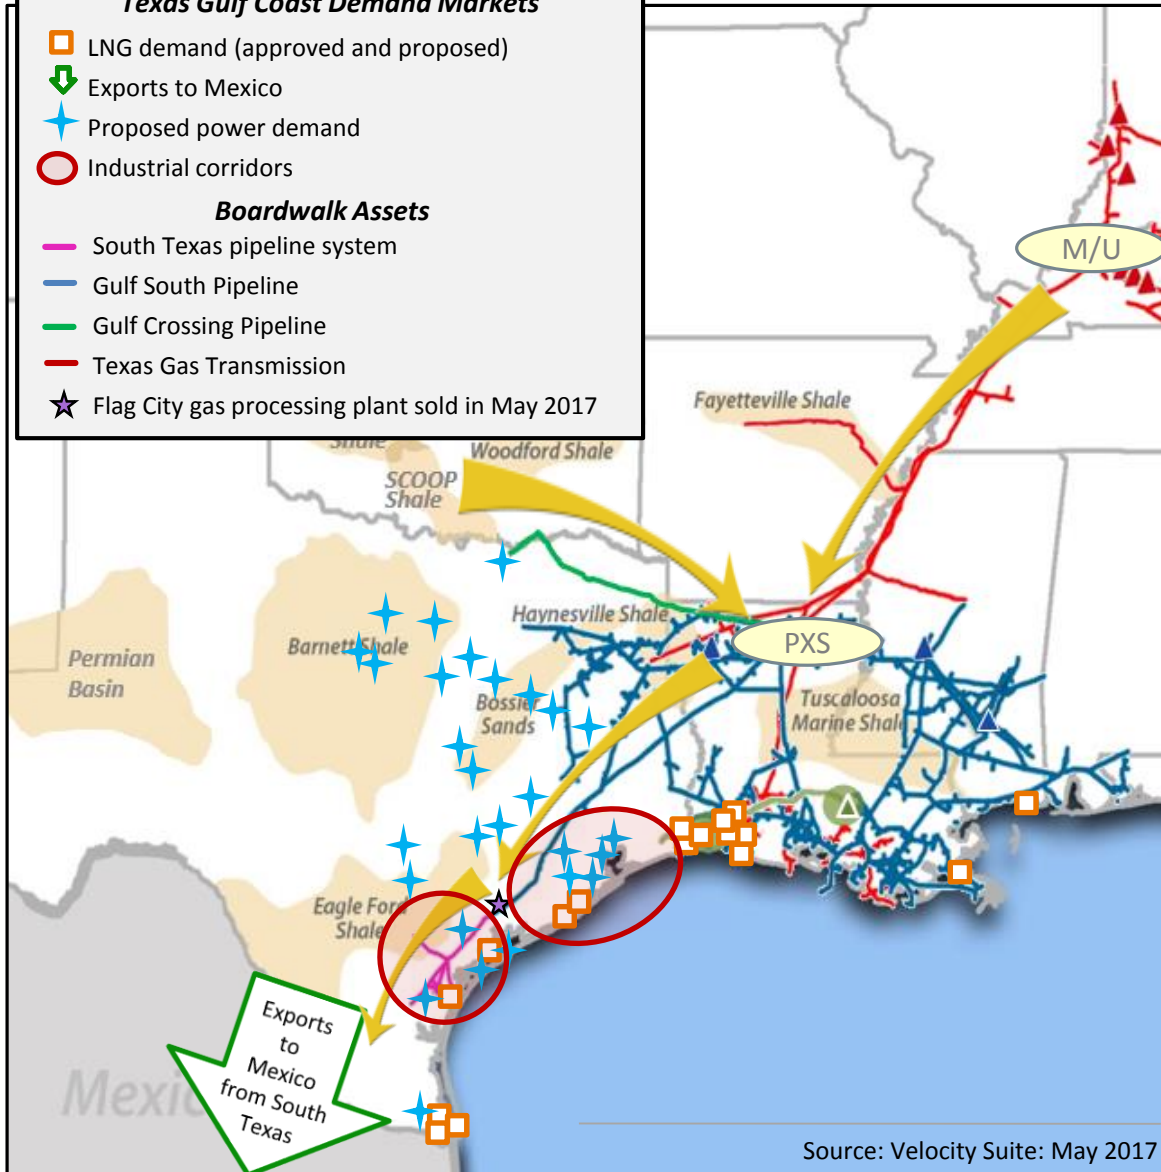 Texas Gulf Coast Demand Markets
LNG demand (approved and proposed)
Exports to Mexico
Proposed power demand
Industrial corridors
Boardwalk Assets
South Texas pipeline system
Gulf South Pipeline
Gulf Crossing Pipeline
Texas Gas Transmission
Flag City gas processing plant sold in May 2017
M/U
Fayetteville Shale
Shale
Woodford Shale
SCOOP
Shale
Haynesville Shale
PXS
Barnett Shale
Permian
Basin
Bossier
Sands
Tuscaloosa
Marine Shale
Eagle Ford
Shale
Exports
to
Mexico
from South
Texas
Source: Velocity Suite: May 2017